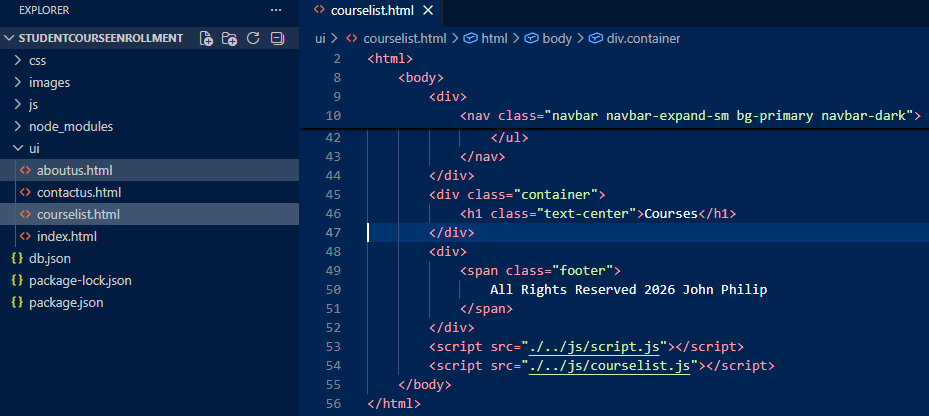 EXPLORER ...
STUDENTCOURSEENROLLMENT
css
images
js
node_modules
ui
aboutus.html
contactus.html
courselist.html
index.html
{} db.json
{} package-lock.json
{} package.json
<> courselist.html ×
ui > <> courselist.html > html > body > div.container
2 <html>
8 <body>
9 <div>
10 <nav class="navbar navbar-expand-sm bg-primary navbar-dark">
42 </ul>
43 </nav>
44 </div>
45 <div class="container">
46 <h1 class="text-center">Courses</h1>
47 </div>
48 <div>
49 <span class="footer">
50 All Rights Reserved 2026 John Philip
51 </span>
52 </div>
53 <script src="./../js/script.js"></script>
54 <script src="./../js/courselist.js"></script>
55 </body>
56 </html>